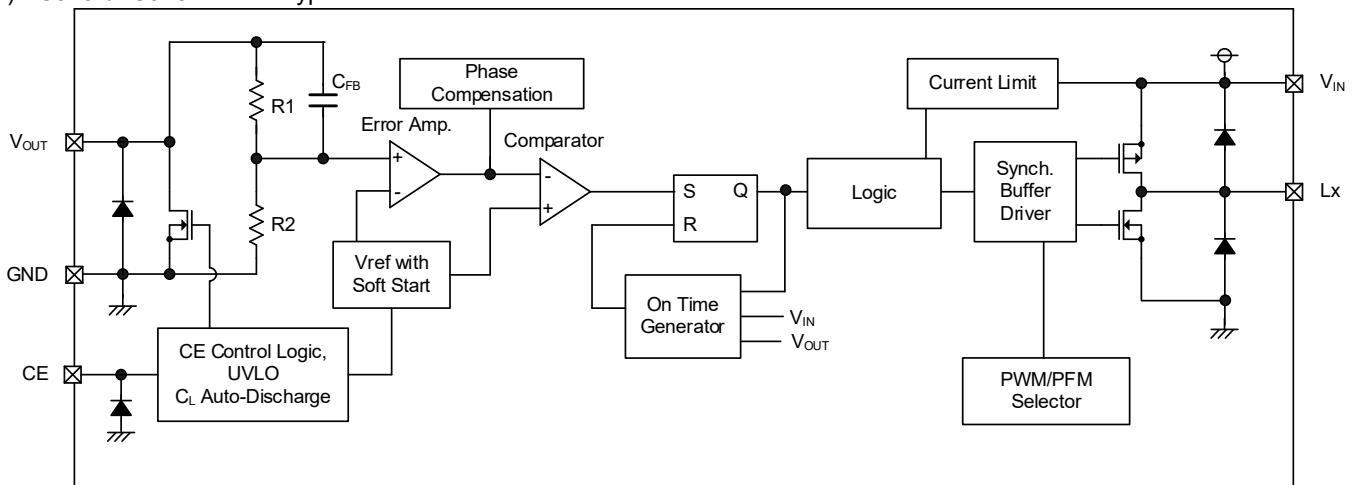 Phase
Compensation
Current Limit
V_IN
C_FB
R1
Error Amp.
Comparator
V_OUT
+
-
-
+
S Q
R
Logic
Synch.
Buffer
Driver
Lx
R2
GND
Vref with
Soft Start
On Time
Generator
V_IN
V_OUT
CE
CE Control Logic,
UVLO
C_L Auto-Discharge
PWM/PFM
Selector